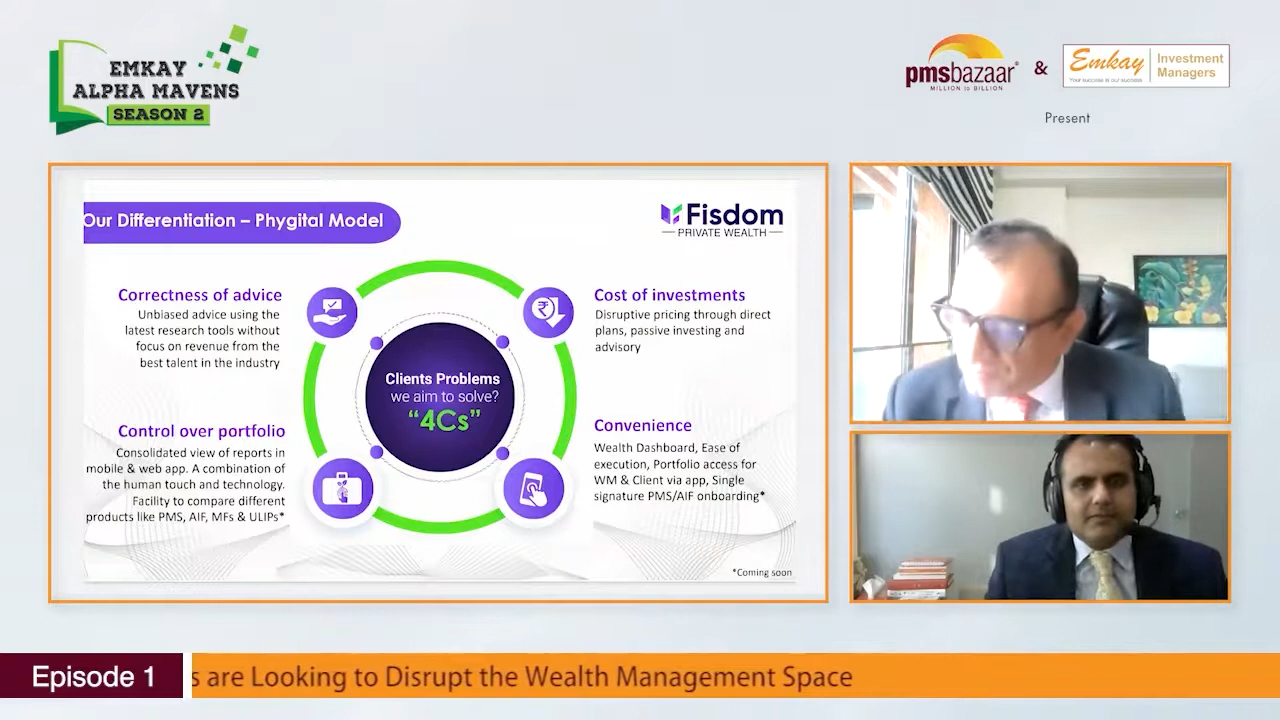 EMKAY
ALPHA MAVENS
SEASON 2
pmsbazaar®
MILLION to BILLION
&
Emkay
Your success is our success
Investment
Managers
Present
Our Differentiation – Phygital Model
Fisdom
PRIVATE WEALTH
Correctness of advice
Unbiased advice using the
latest research tools without
focus on revenue from the
best talent in the industry
Cost of investments
Disruptive pricing through direct
plans, passive investing and
advisory
Clients Problems
we aim to solve?
“4Cs”
Control over portfolio
Consolidated view of reports in
mobile & web app. A combination of
the human touch and technology.
Facility to compare different
products like PMS, AIF, MFs & ULIPs*
Convenience
Wealth Dashboard, Ease of
execution, Portfolio access for
WM & Client via app, Single
signature PMS/AIF onboarding*
*Coming soon
Episode 1
s are Looking to Disrupt the Wealth Management Space